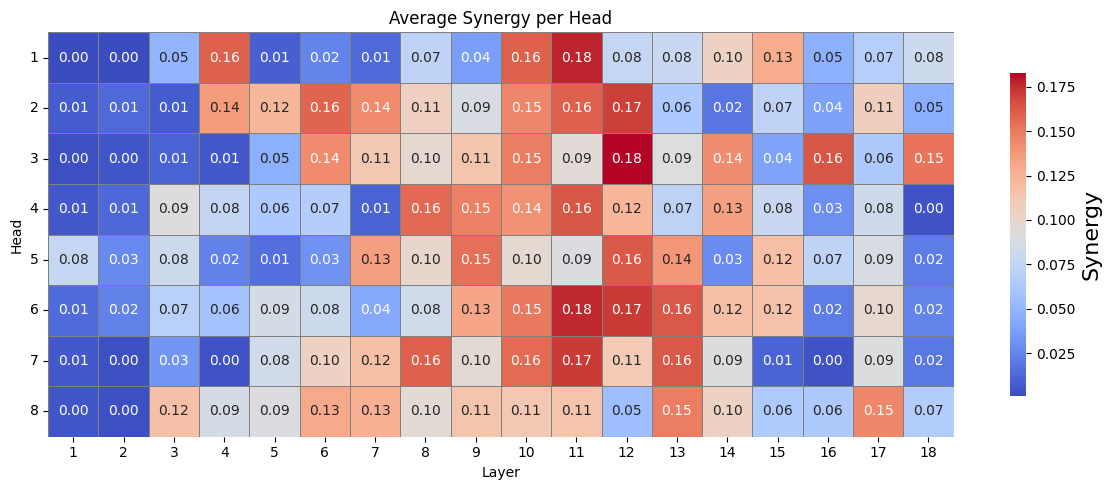 Average Synergy per Head
1 0.00 0.00 0.05 0.16 0.01 0.02 0.01 0.07 0.04 0.16 0.18 0.08 0.08 0.10 0.13 0.05 0.07 0.08
2 0.01 0.01 0.01 0.14 0.12 0.16 0.14 0.11 0.09 0.15 0.16 0.17 0.06 0.02 0.07 0.04 0.11 0.05
3 0.00 0.00 0.01 0.01 0.05 0.14 0.11 0.10 0.11 0.15 0.09 0.18 0.09 0.14 0.04 0.16 0.06 0.15
4 0.01 0.01 0.09 0.08 0.06 0.07 0.01 0.16 0.15 0.14 0.16 0.12 0.07 0.13 0.08 0.03 0.08 0.00
5 0.08 0.03 0.08 0.02 0.01 0.03 0.13 0.10 0.15 0.10 0.09 0.16 0.14 0.03 0.12 0.07 0.09 0.02
6 0.01 0.02 0.07 0.06 0.09 0.08 0.04 0.08 0.13 0.15 0.18 0.17 0.16 0.12 0.12 0.02 0.10 0.02
7 0.01 0.00 0.03 0.00 0.08 0.10 0.12 0.16 0.10 0.16 0.17 0.11 0.16 0.09 0.01 0.00 0.09 0.02
8 0.00 0.00 0.12 0.09 0.09 0.13 0.13 0.10 0.11 0.11 0.11 0.05 0.15 0.10 0.06 0.06 0.15 0.07
Head
1 2 3 4 5 6 7 8 9 10 11 12 13 14 15 16 17 18
Layer
0.175
0.150
0.125
0.100
0.075
0.050
0.025
Synergy